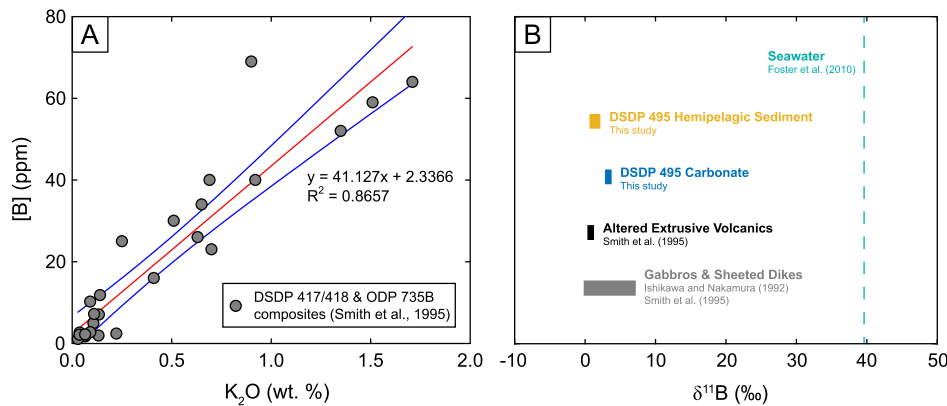 A
80
60
40
20
0
[B] (ppm)
y = 41.127x + 2.3366
R² = 0.8657
DSDP 417/418 & ODP 735B
composites (Smith et al., 1995)
0.0
0.5
1.0
1.5
2.0
K₂O (wt. %)
B
Seawater
Foster et al. (2010)
DSDP 495 Hemipelagic Sediment
This study
DSDP 495 Carbonate
This study
Altered Extrusive Volcanics
Smith et al. (1995)
Gabbros & Sheeted Dikes
Ishikawa and Nakamura (1992)
Smith et al. (1995)
-10
0
10
20
30
40
50
δ¹¹B (‰)